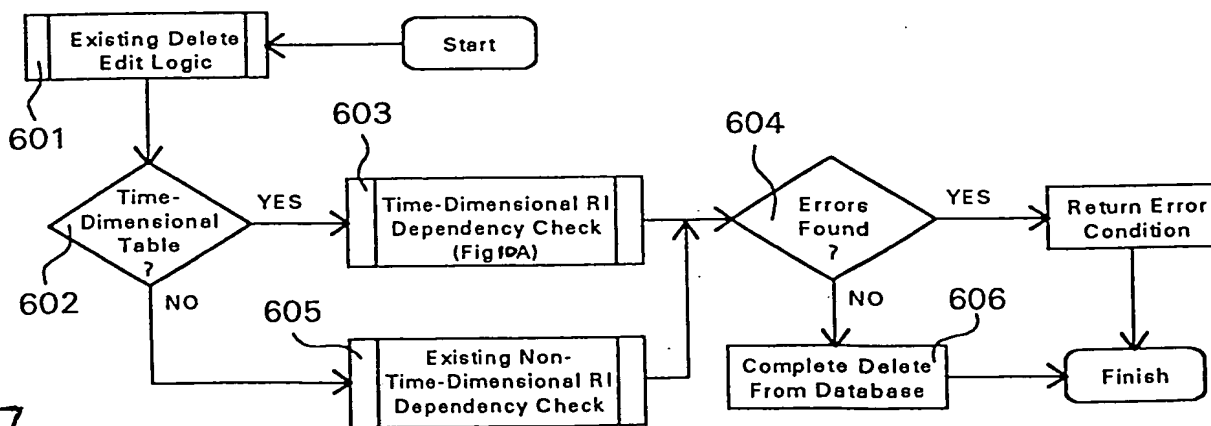 Existing Delete
Edit Logic
Start
601
603
604
Time-
Dimensional
Table
?
YES
Time-Dimensional RI
Dependency Check
(Fig10A)
Errors
Found
?
YES
Return Error
Condition
602
NO
605
NO
606
Existing Non-
Time-Dimensional RI
Dependency Check
Complete Delete
From Database
Finish
7